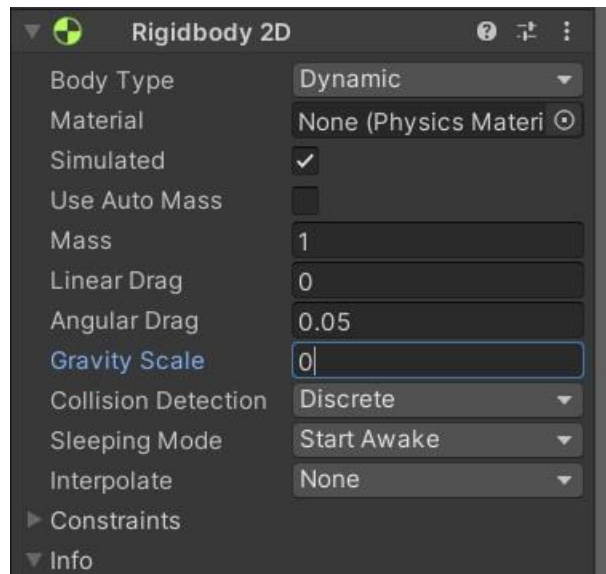 Rigidbody 2D
Body Type Dynamic
Material None (Physics Materi
Simulated
Use Auto Mass
Mass 1
Linear Drag 0
Angular Drag 0.05
Gravity Scale 0
Collision Detection Discrete
Sleeping Mode Start Awake
Interpolate None
Constraints
Info